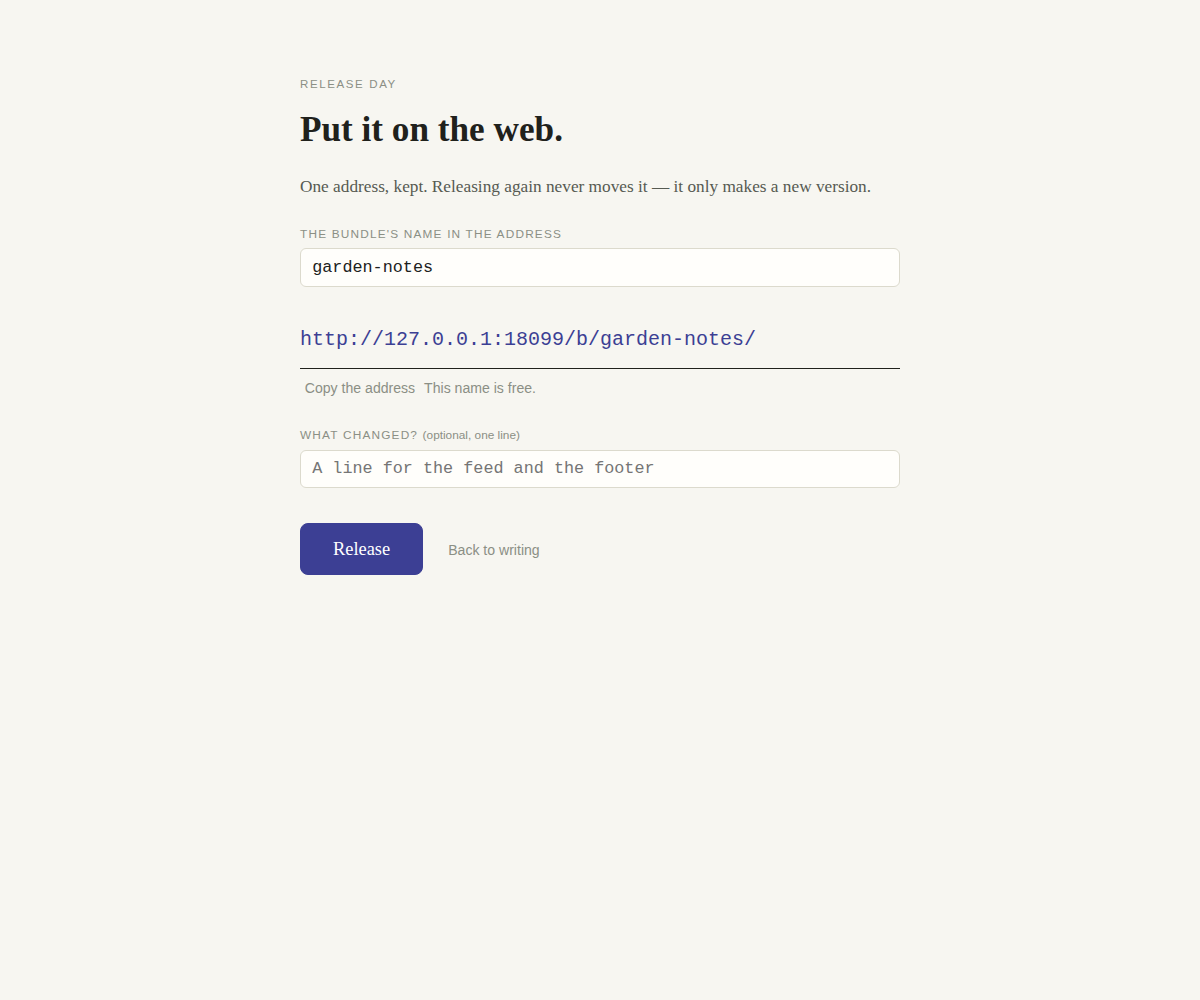 RELEASE DAY
Put it on the web.
One address, kept. Releasing again never moves it — it only makes a new version.
THE BUNDLE'S NAME IN THE ADDRESS
garden-notes
http://127.0.0.1:18099/b/garden-notes/
Copy the address This name is free.
WHAT CHANGED? (optional, one line)
A line for the feed and the footer
Release Back to writing